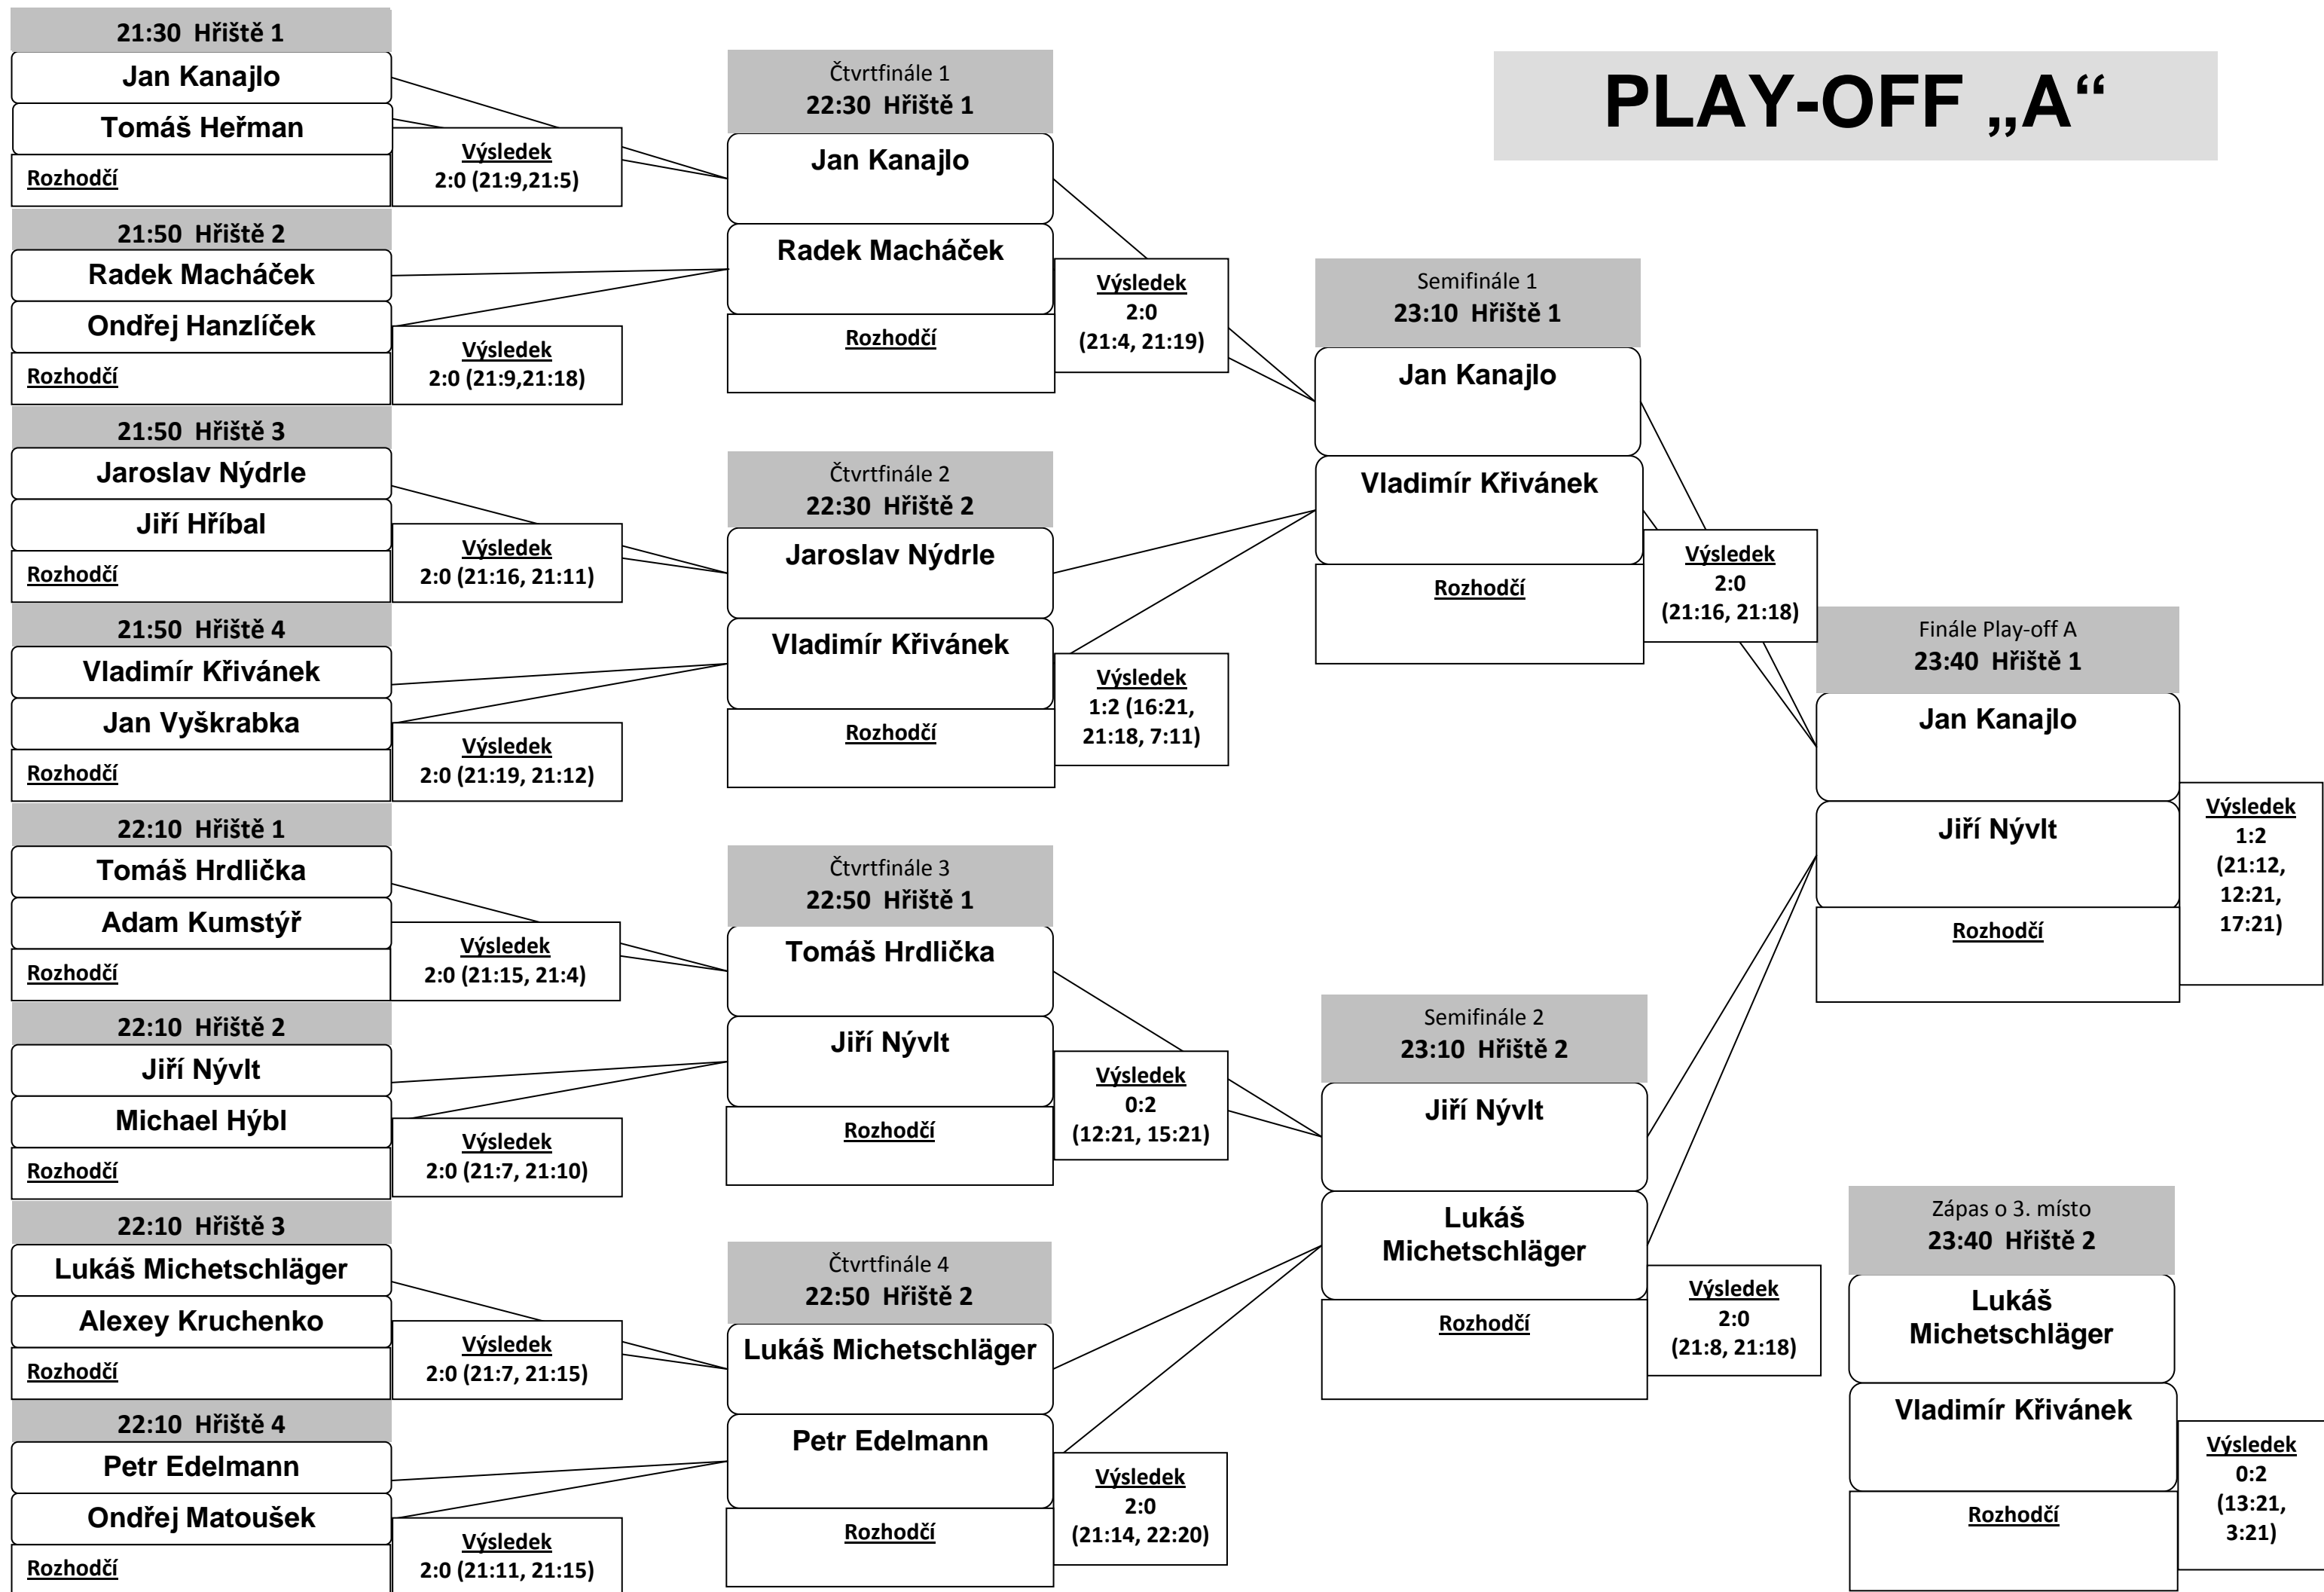 PLAY-OFF „A“
21:30 Hřiště 1
Jan Kanajlo
Tomáš Heřman
Rozhodčí
Výsledek
2:0 (21:9,21:5)
21:50 Hřiště 2
Radek Macháček
Ondřej Hanzlíček
Rozhodčí
Výsledek
2:0 (21:9,21:18)
21:50 Hřiště 3
Jaroslav Nýdrle
Jiří Hříbal
Rozhodčí
Výsledek
2:0 (21:16, 21:11)
21:50 Hřiště 4
Vladimír Křivánek
Jan Vyškrabka
Rozhodčí
Výsledek
2:0 (21:19, 21:12)
22:10 Hřiště 1
Tomáš Hrdlička
Adam Kumstýř
Rozhodčí
Výsledek
2:0 (21:15, 21:4)
22:10 Hřiště 2
Jiří Nývlt
Michael Hýbl
Rozhodčí
Výsledek
2:0 (21:7, 21:10)
22:10 Hřiště 3
Lukáš Michetschläger
Alexey Kruchenko
Rozhodčí
Výsledek
2:0 (21:7, 21:15)
22:10 Hřiště 4
Petr Edelmann
Ondřej Matoušek
Rozhodčí
Výsledek
2:0 (21:11, 21:15)
Čtvrtfinále 1
22:30 Hřiště 1
Jan Kanajlo
Radek Macháček
Rozhodčí
Výsledek
2:0
(21:4, 21:19)
Čtvrtfinále 2
22:30 Hřiště 2
Jaroslav Nýdrle
Vladimír Křivánek
Rozhodčí
Výsledek
1:2 (16:21,
21:18, 7:11)
Čtvrtfinále 3
22:50 Hřiště 1
Tomáš Hrdlička
Jiří Nývlt
Rozhodčí
Výsledek
0:2
(12:21, 15:21)
Čtvrtfinále 4
22:50 Hřiště 2
Lukáš Michetschläger
Petr Edelmann
Rozhodčí
Výsledek
2:0
(21:14, 22:20)
Semifinále 1
23:10 Hřiště 1
Jan Kanajlo
Vladimír Křivánek
Rozhodčí
Výsledek
2:0
(21:16, 21:18)
Semifinále 2
23:10 Hřiště 2
Jiří Nývlt
Lukáš
Michetschläger
Rozhodčí
Výsledek
2:0
(21:8, 21:18)
Finále Play-off A
23:40 Hřiště 1
Jan Kanajlo
Jiří Nývlt
Rozhodčí
Výsledek
1:2
(21:12,
12:21,
17:21)
Zápas o 3. místo
23:40 Hřiště 2
Lukáš
Michetschläger
Vladimír Křivánek
Rozhodčí
Výsledek
0:2
(13:21,
3:21)